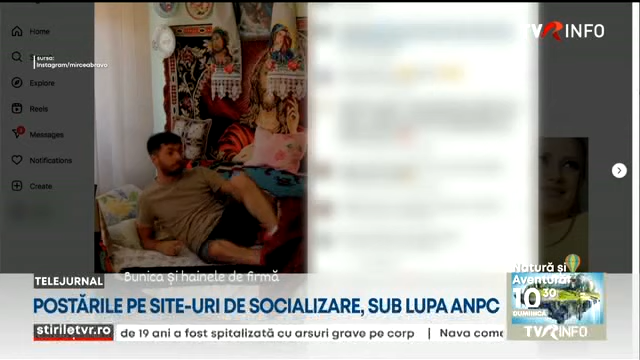 TVR INFO
Home
sursa:
Instagram/mirceabravo
Explore
Reels
Messages
Notifications
Create
Bunica și hainele de firmă
TELEJURNAL
POSTĂRILE PE SITE-URI DE SOCIALIZARE, SUB LUPA ANPC
stiriletvr.ro
de 19 ani a fost spitalizată cu arsuri grave pe corp | Nava come
Natură și
Aventură!
10 30
DUMINICĂ
TVR INFO